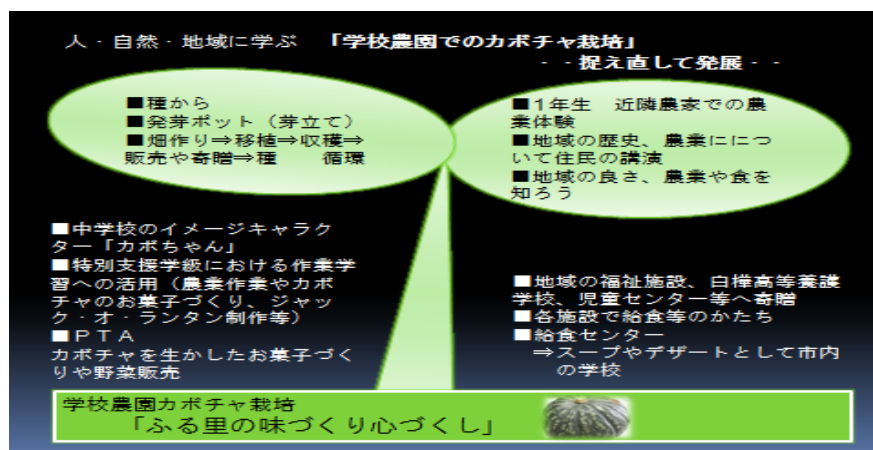 人・自然・地域に学ぶ　「学校農園でのカボチャ栽培」
・・捉え直して発展・・
■種から
■発芽ポット（芽立て）
■畑作り⇒移植⇒収穫⇒
販売や寄贈⇒種　　循環
■1年生　近隣農家での農
業体験
■地域の歴史、農業ににつ
いて住民の講演
■地域の良さ、農業や食を
知ろう
■中学校のイメージキャラク
ター「カボちゃん」
■特別支援学級における作業学
習への活用（農業作業やカボ
チャのお菓子づくり、ジャッ
ク・オ・ランタン制作等）
■ＰＴＡ
カボチャを生かしたお菓子づく
りや野菜販売
■地域の福祉施設、白樺高等養護
学校、児童センター等へ寄贈
■各施設で給食等のかたち
■給食センター
⇒スープやデザートとして市内
の学校
学校農園カボチャ栽培
「ふる里の味づくり心づくし」